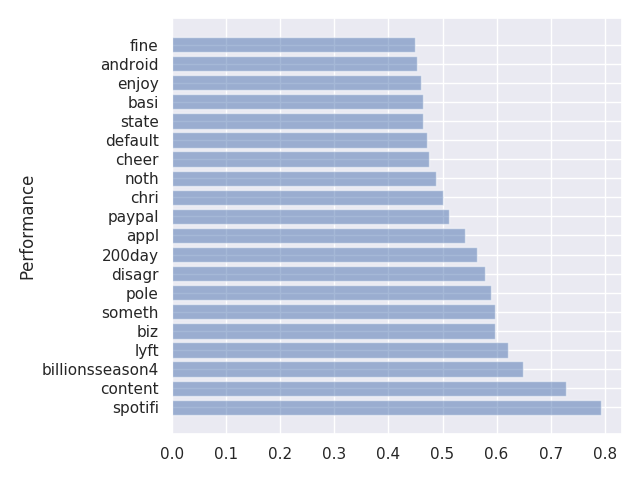 Performance
fine
android
enjoy
basi
state
default
cheer
noth
chri
paypal
appl
200day
disagr
pole
someth
biz
lyft
billionsseason4
content
spotifi
0.0 0.1 0.2 0.3 0.4 0.5 0.6 0.7 0.8